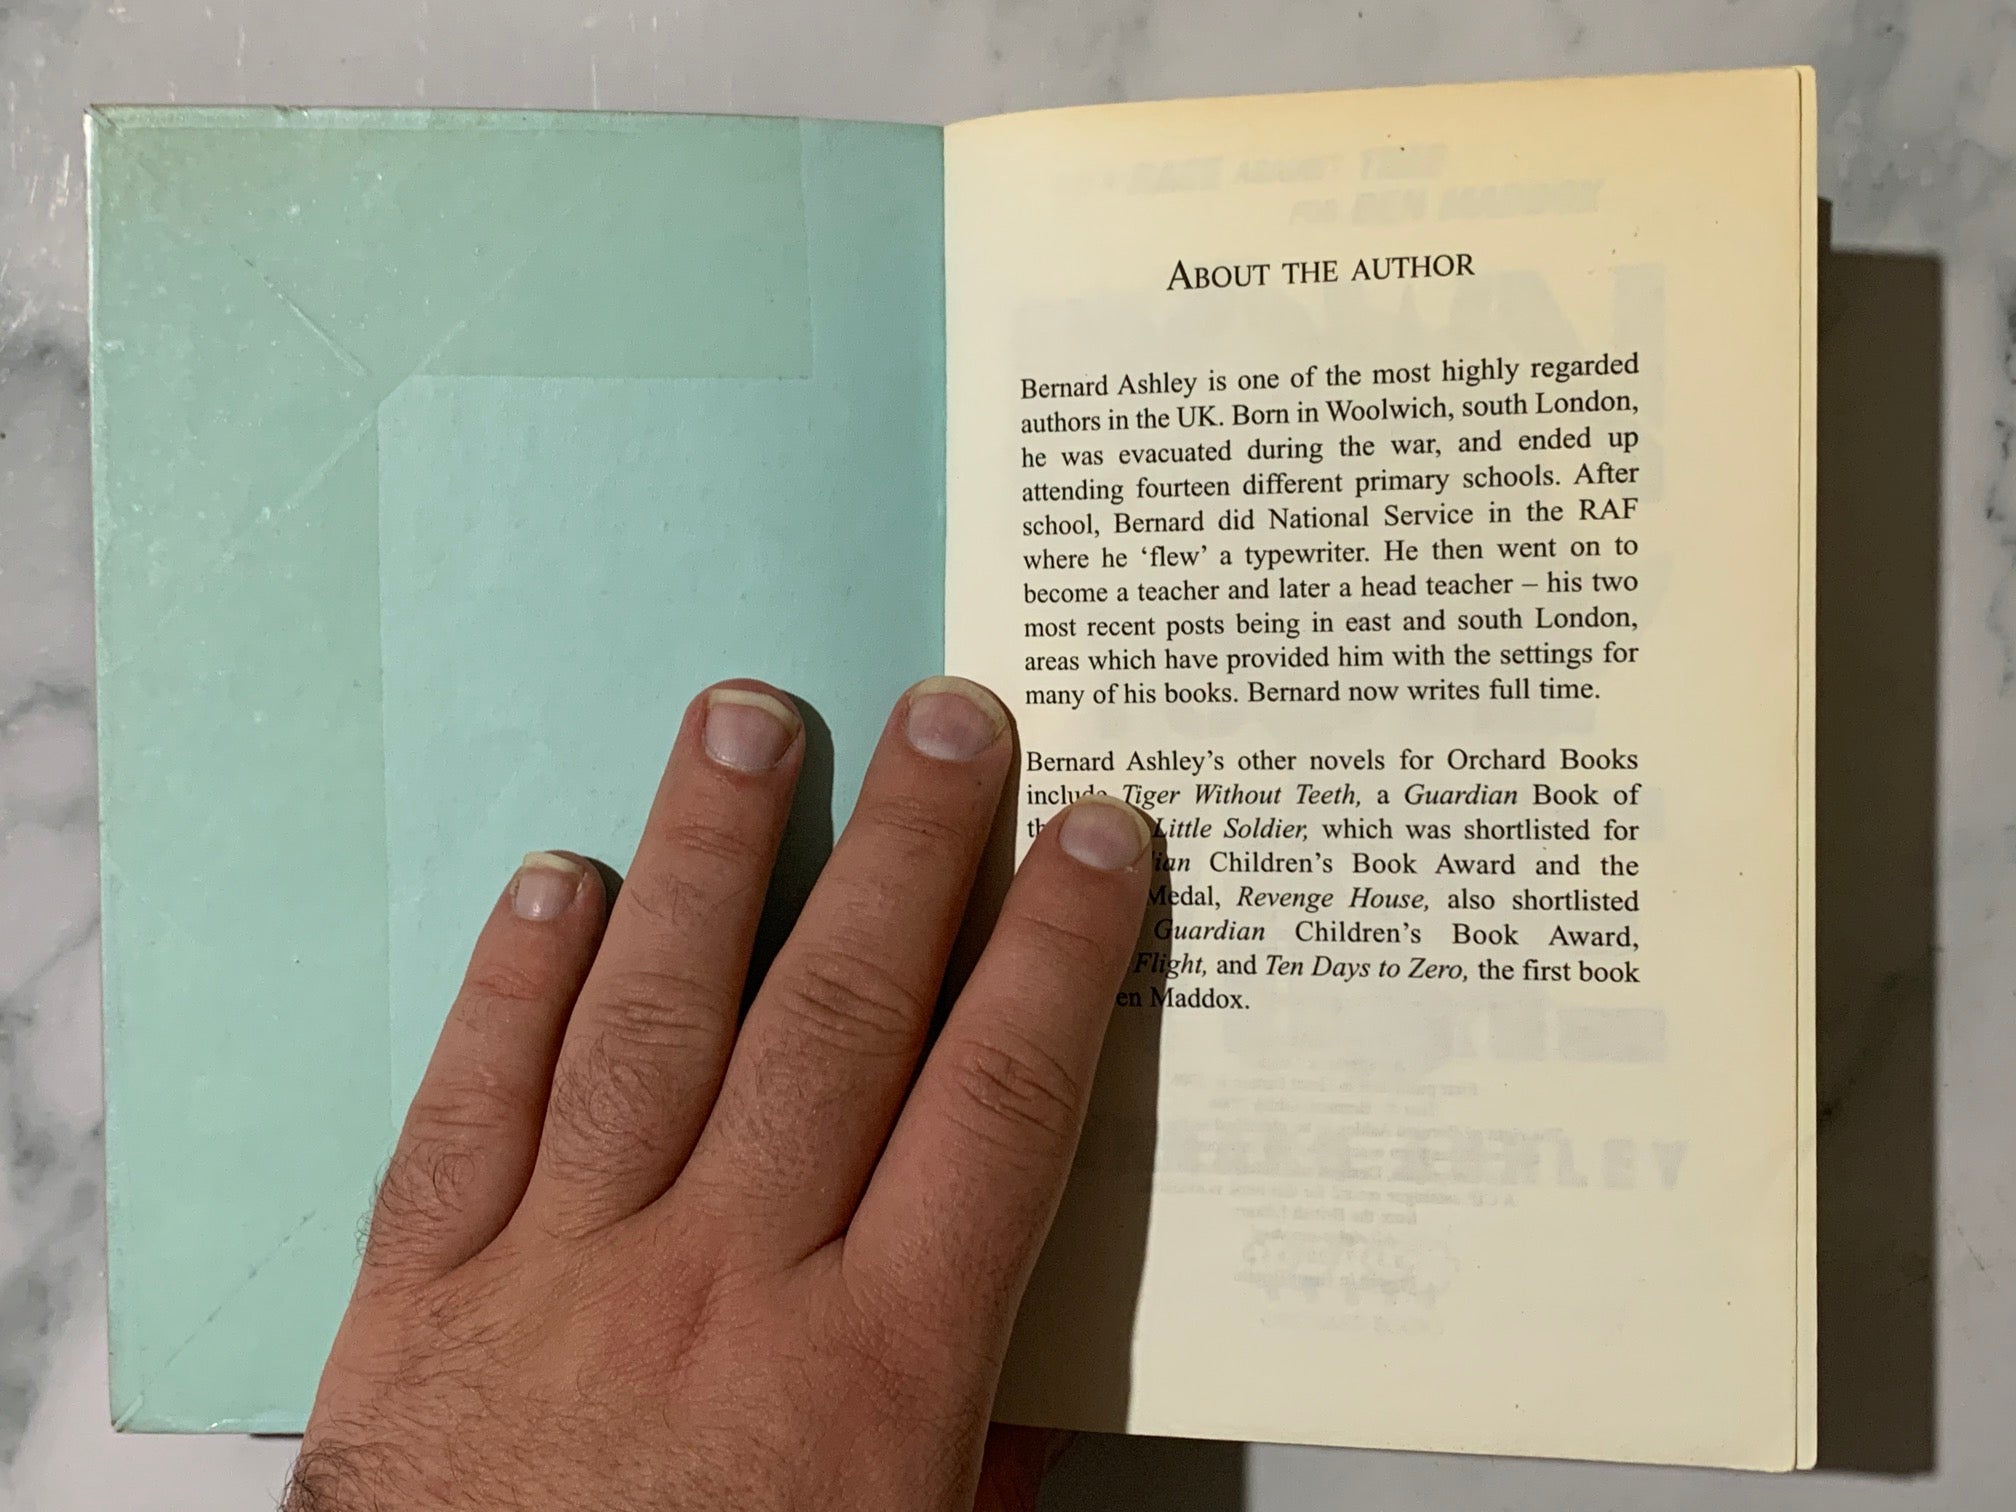 ABOUT THE AUTHOR
Bernard Ashley is one of the most highly regarded
authors in the UK. Born in Woolwich, south London,
he was evacuated during the war, and ended up
attending fourteen different primary schools. After
school, Bernard did National Service in the RAF
where he ‘flew’ a typewriter. He then went on to
become a teacher and later a head teacher – his two
most recent posts being in east and south London,
areas which have provided him with the settings for
many of his books. Bernard now writes full time.
Bernard Ashley’s other novels for Orchard Books
include Tiger Without Teeth, a Guardian Book of
Little Soldier, which was shortlisted for
Children’s Book Award and the
Medal, Revenge House, also shortlisted
Guardian Children’s Book Award,
Flight, and Ten Days to Zero, the first book
Maddox.